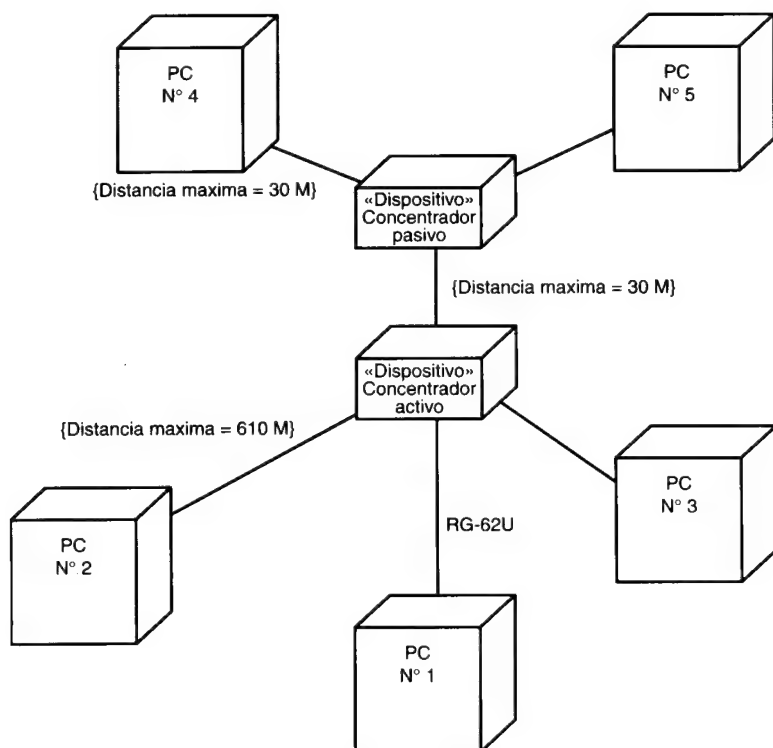 PC
N° 4
PC
N° 5
{Distancia maxima = 30 M}
«Dispositivo»
Concentrador
pasivo
{Distancia maxima = 30 M}
«Dispositivo»
Concentrador
activo
{Distancia maxima = 610 M}
PC
N° 3
RG-62U
PC
N° 2
PC
N° 1